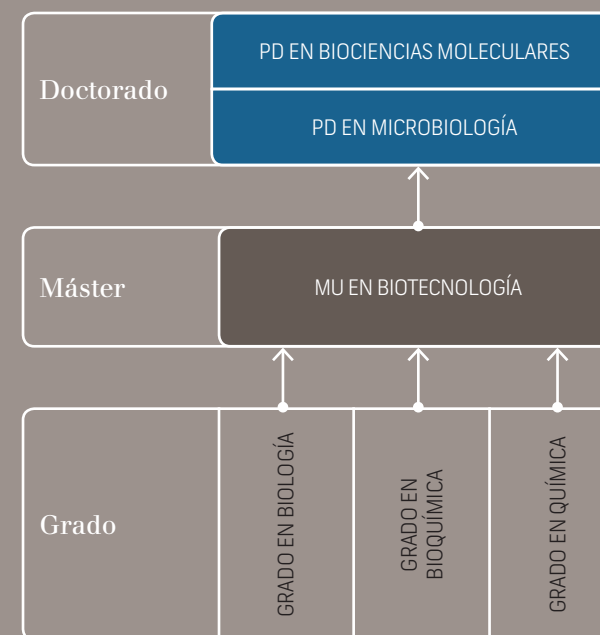 Doctorado
PD EN BIOCIENCIAS MOLECULARES
PD EN MICROBIOLOGÍA
Máster
MU EN BIOTECNOLOGÍA
Grado
GRADO EN BIOLOGÍA
GRADO EN
BIOQUÍMICA
GRADO EN QUÍMICA